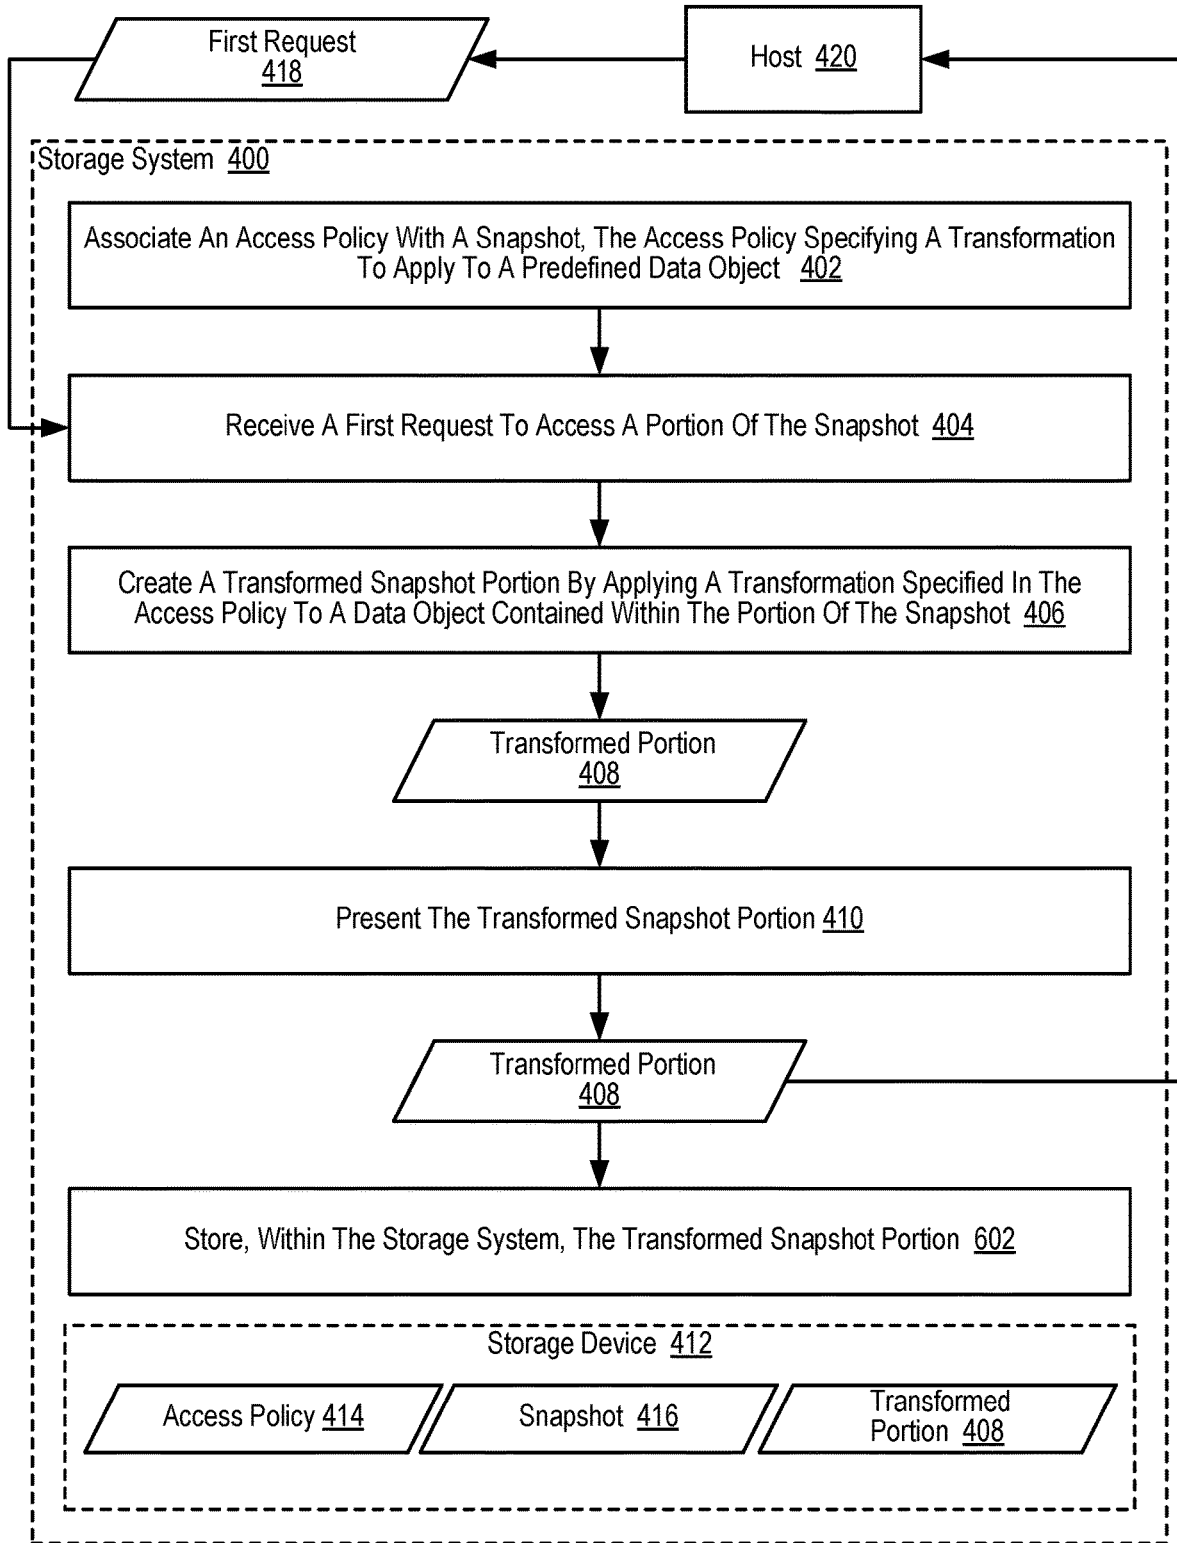 First Request
418
Host 420
Storage System 400
Associate An Access Policy With A Snapshot, The Access Policy Specifying A Transformation
To Apply To A Predefined Data Object 402
Receive A First Request To Access A Portion Of The Snapshot 404
Create A Transformed Snapshot Portion By Applying A Transformation Specified In The
Access Policy To A Data Object Contained Within The Portion Of The Snapshot 406
Transformed Portion
408
Present The Transformed Snapshot Portion 410
Transformed Portion
408
Store, Within The Storage System, The Transformed Snapshot Portion 602
Storage Device 412
Access Policy 414
Snapshot 416
Transformed
Portion 408